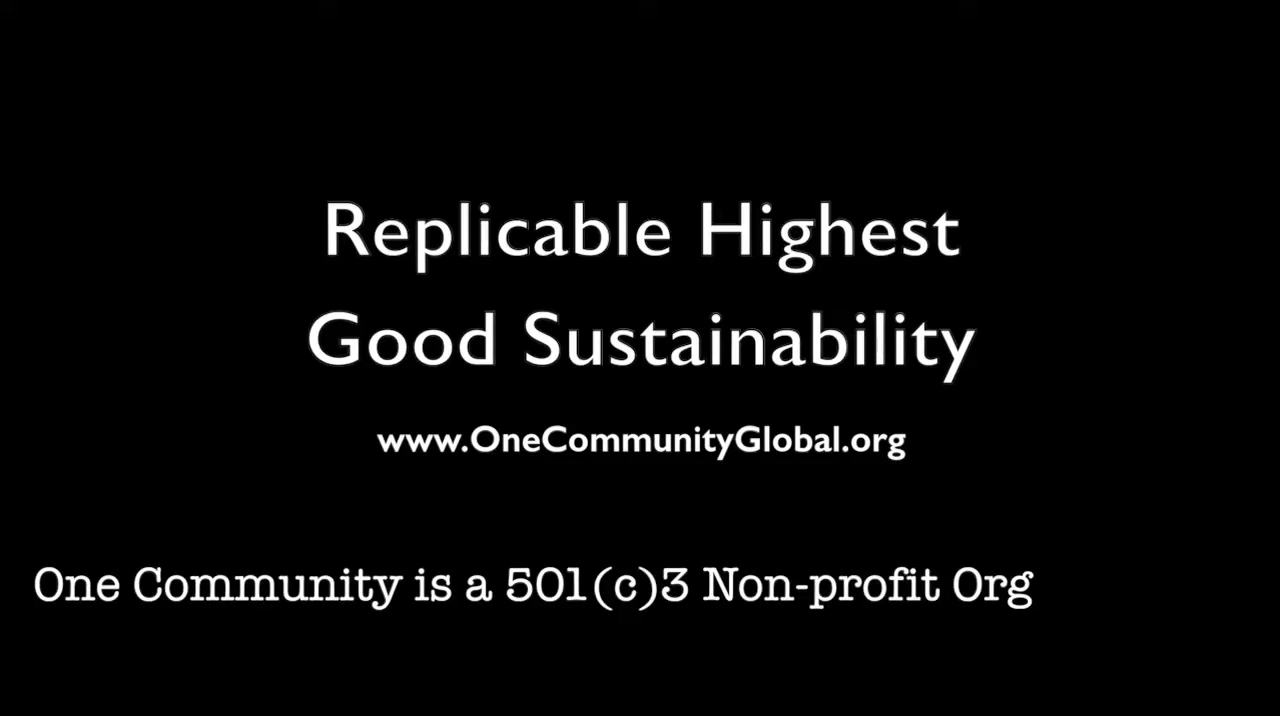 Replicable Highest
Good Sustainability
www.OneCommunityGlobal.org
One Community is a 501(c)3 Non-profit Org